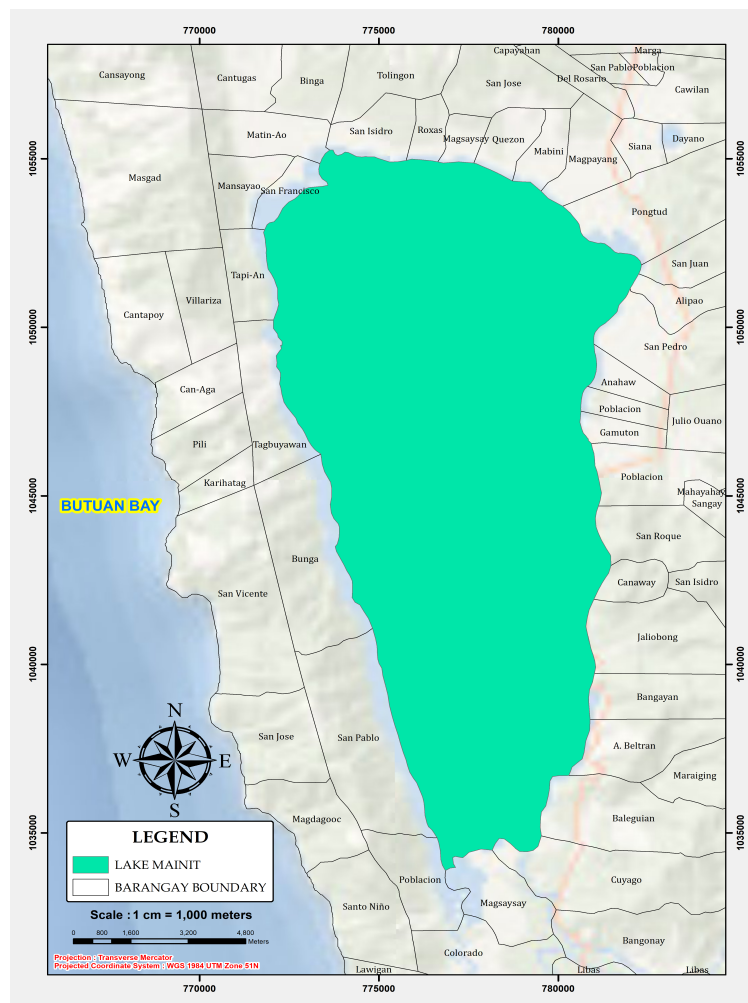 770000 775000 780000
Capayahan Marga
San Pablo Poblacion
Cansayong Cantugas Binga Tolingon San Jose Del Rosario Cawilan
Matin-Ao San Isidro Roxas Magsaysay Quezon Mabini Magpayang Siana Dayano
1055000 1055000
Masgad Mansayao San Francisco
Pongtud
Tapi-An San Juan
Villariza Alipao
Cantapoy
1050000 1050000
San Pedro
Can-Aga Anahaw
Poblacion
Julio Ouano
Gamuton
Pili Tagbuyawan
Karihatag Poblacion
Mahayahay
Sangay
1045000 1045000
BUTUAN BAY
San Roque
Bunga
Canaway San Isidro
San Vicente
Jaliobong
1040000 1040000
Bangayan
San Jose San Pablo A. Beltran
Maraiging
N
W E
S
Magdagooc Baleguian
1035000 1035000
LEGEND
LAKE MAINIT
BARANGAY BOUNDARY
Poblacion Cuyago
Santo Niño Magsaysay
Scale : 1 cm = 1,000 meters
0 800 1,600 3,200 4,800
Meters
Bangonay
Colorado
Projection : Transverse Mercator
Projected Coordinate System : WGS 1984 UTM Zone 51N
Lawigan Libas Libas
770000 775000 780000